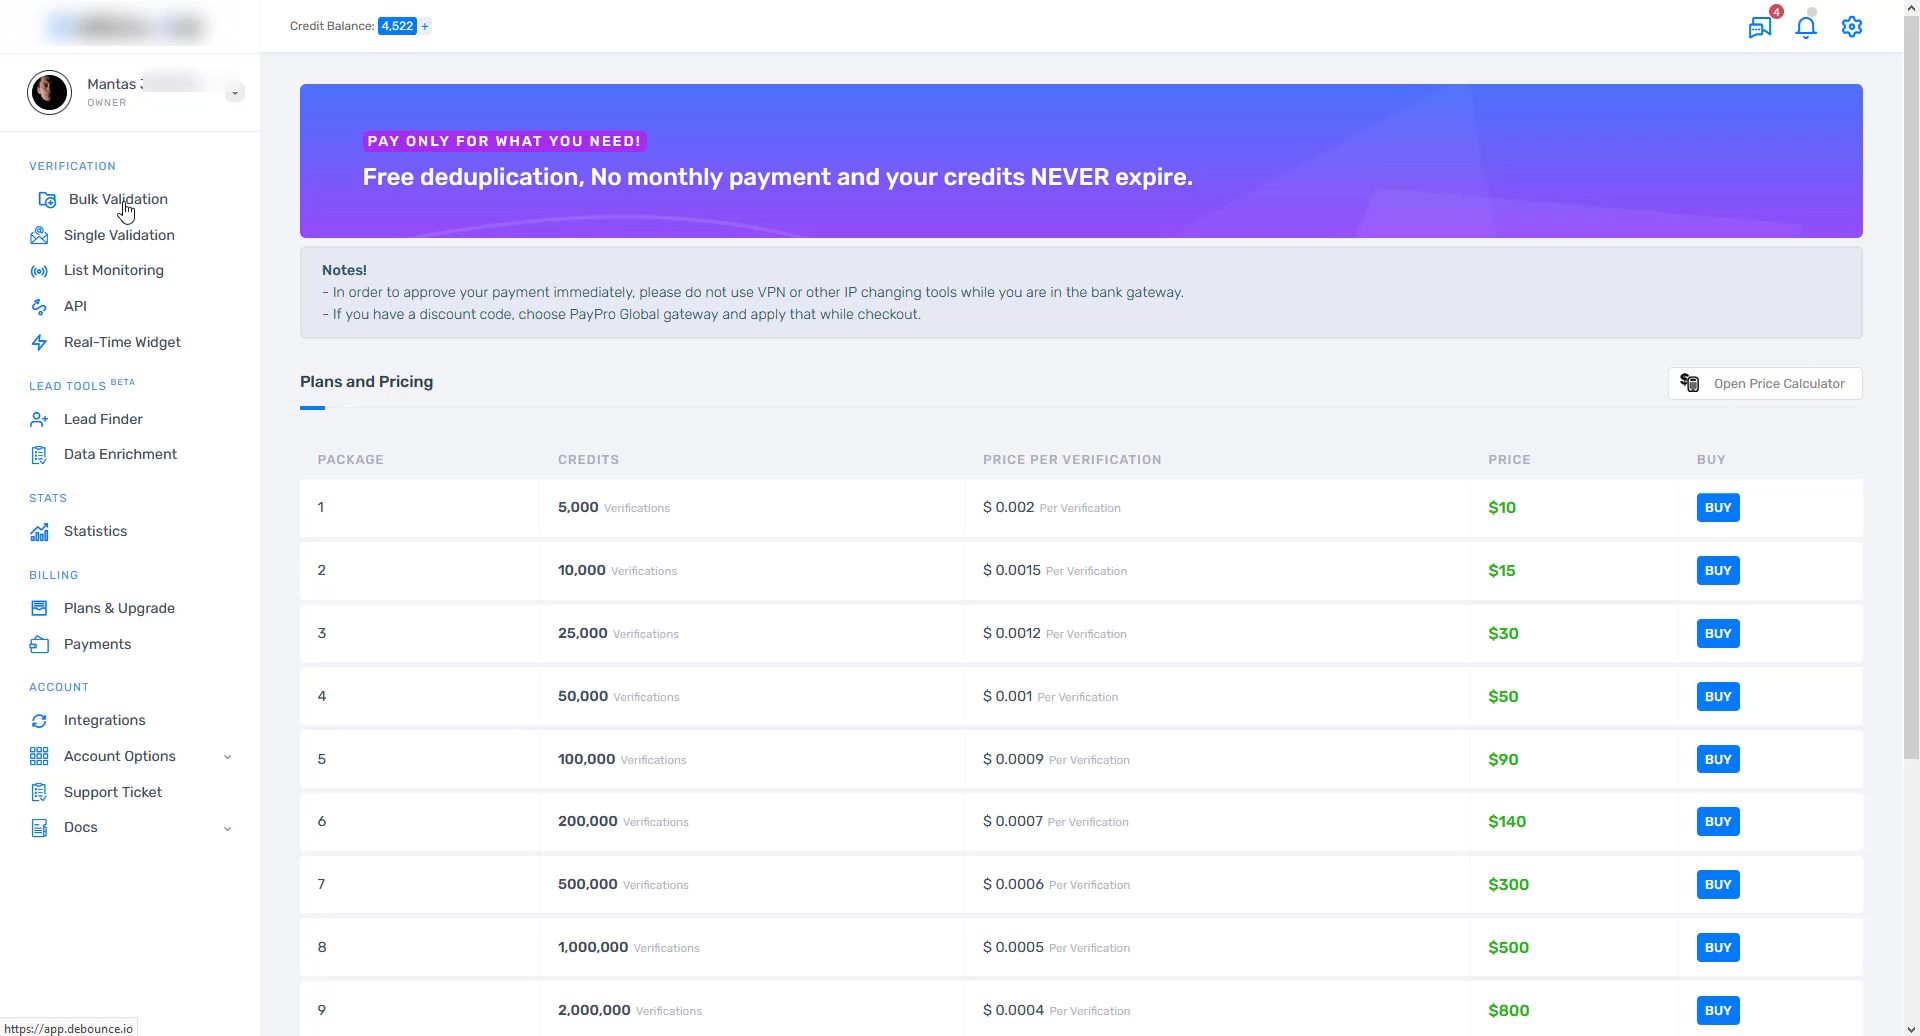 Credit Balance: 4,522 +
4
Mantas
OWNER
VERIFICATION
Bulk Validation
Single Validation
List Monitoring
API
Real-Time Widget
LEAD TOOLS BETA
Lead Finder
Data Enrichment
STATS
Statistics
BILLING
Plans & Upgrade
Payments
ACCOUNT
Integrations
Account Options
Support Ticket
Docs
https://app.debounce.io
PAY ONLY FOR WHAT YOU NEED!
Free deduplication, No monthly payment and your credits NEVER expire.
Notes!
- In order to approve your payment immediately, please do not use VPN or other IP changing tools while you are in the bank gateway.
- If you have a discount code, choose PayPro Global gateway and apply that while checkout.
Plans and Pricing
Open Price Calculator
PACKAGE CREDITS PRICE PER VERIFICATION PRICE BUY
1 5,000 Verifications $ 0.002 Per Verification $10 BUY
2 10,000 Verifications $ 0.0015 Per Verification $15 BUY
3 25,000 Verifications $ 0.0012 Per Verification $30 BUY
4 50,000 Verifications $ 0.001 Per Verification $50 BUY
5 100,000 Verifications $ 0.0009 Per Verification $90 BUY
6 200,000 Verifications $ 0.0007 Per Verification $140 BUY
7 500,000 Verifications $ 0.0006 Per Verification $300 BUY
8 1,000,000 Verifications $ 0.0005 Per Verification $500 BUY
9 2,000,000 Verifications $ 0.0004 Per Verification $800 BUY